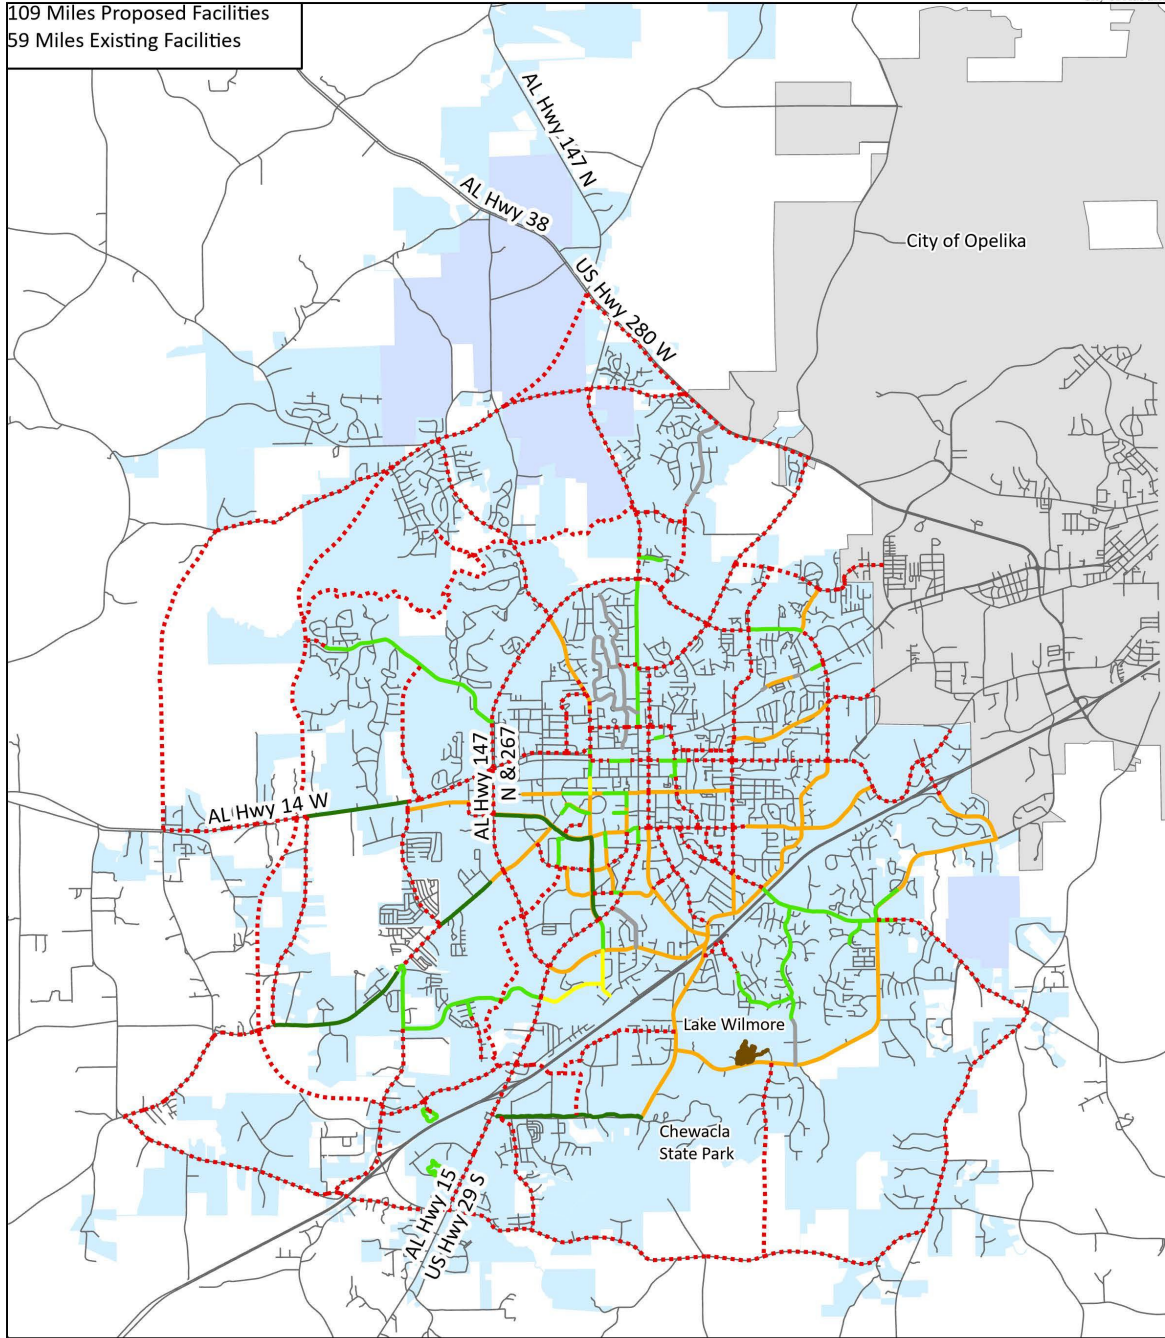 109 Miles Proposed Facilities
59 Miles Existing Facilities
AL Hwy 147 N
AL Hwy 38
City of Opelika
US Hwy 280 W
AL Hwy 147
N & 267
AL Hwy 14 W
Lake Wilmore
Chewacla
State Park
AL Hwy 15
US Hwy 29 S